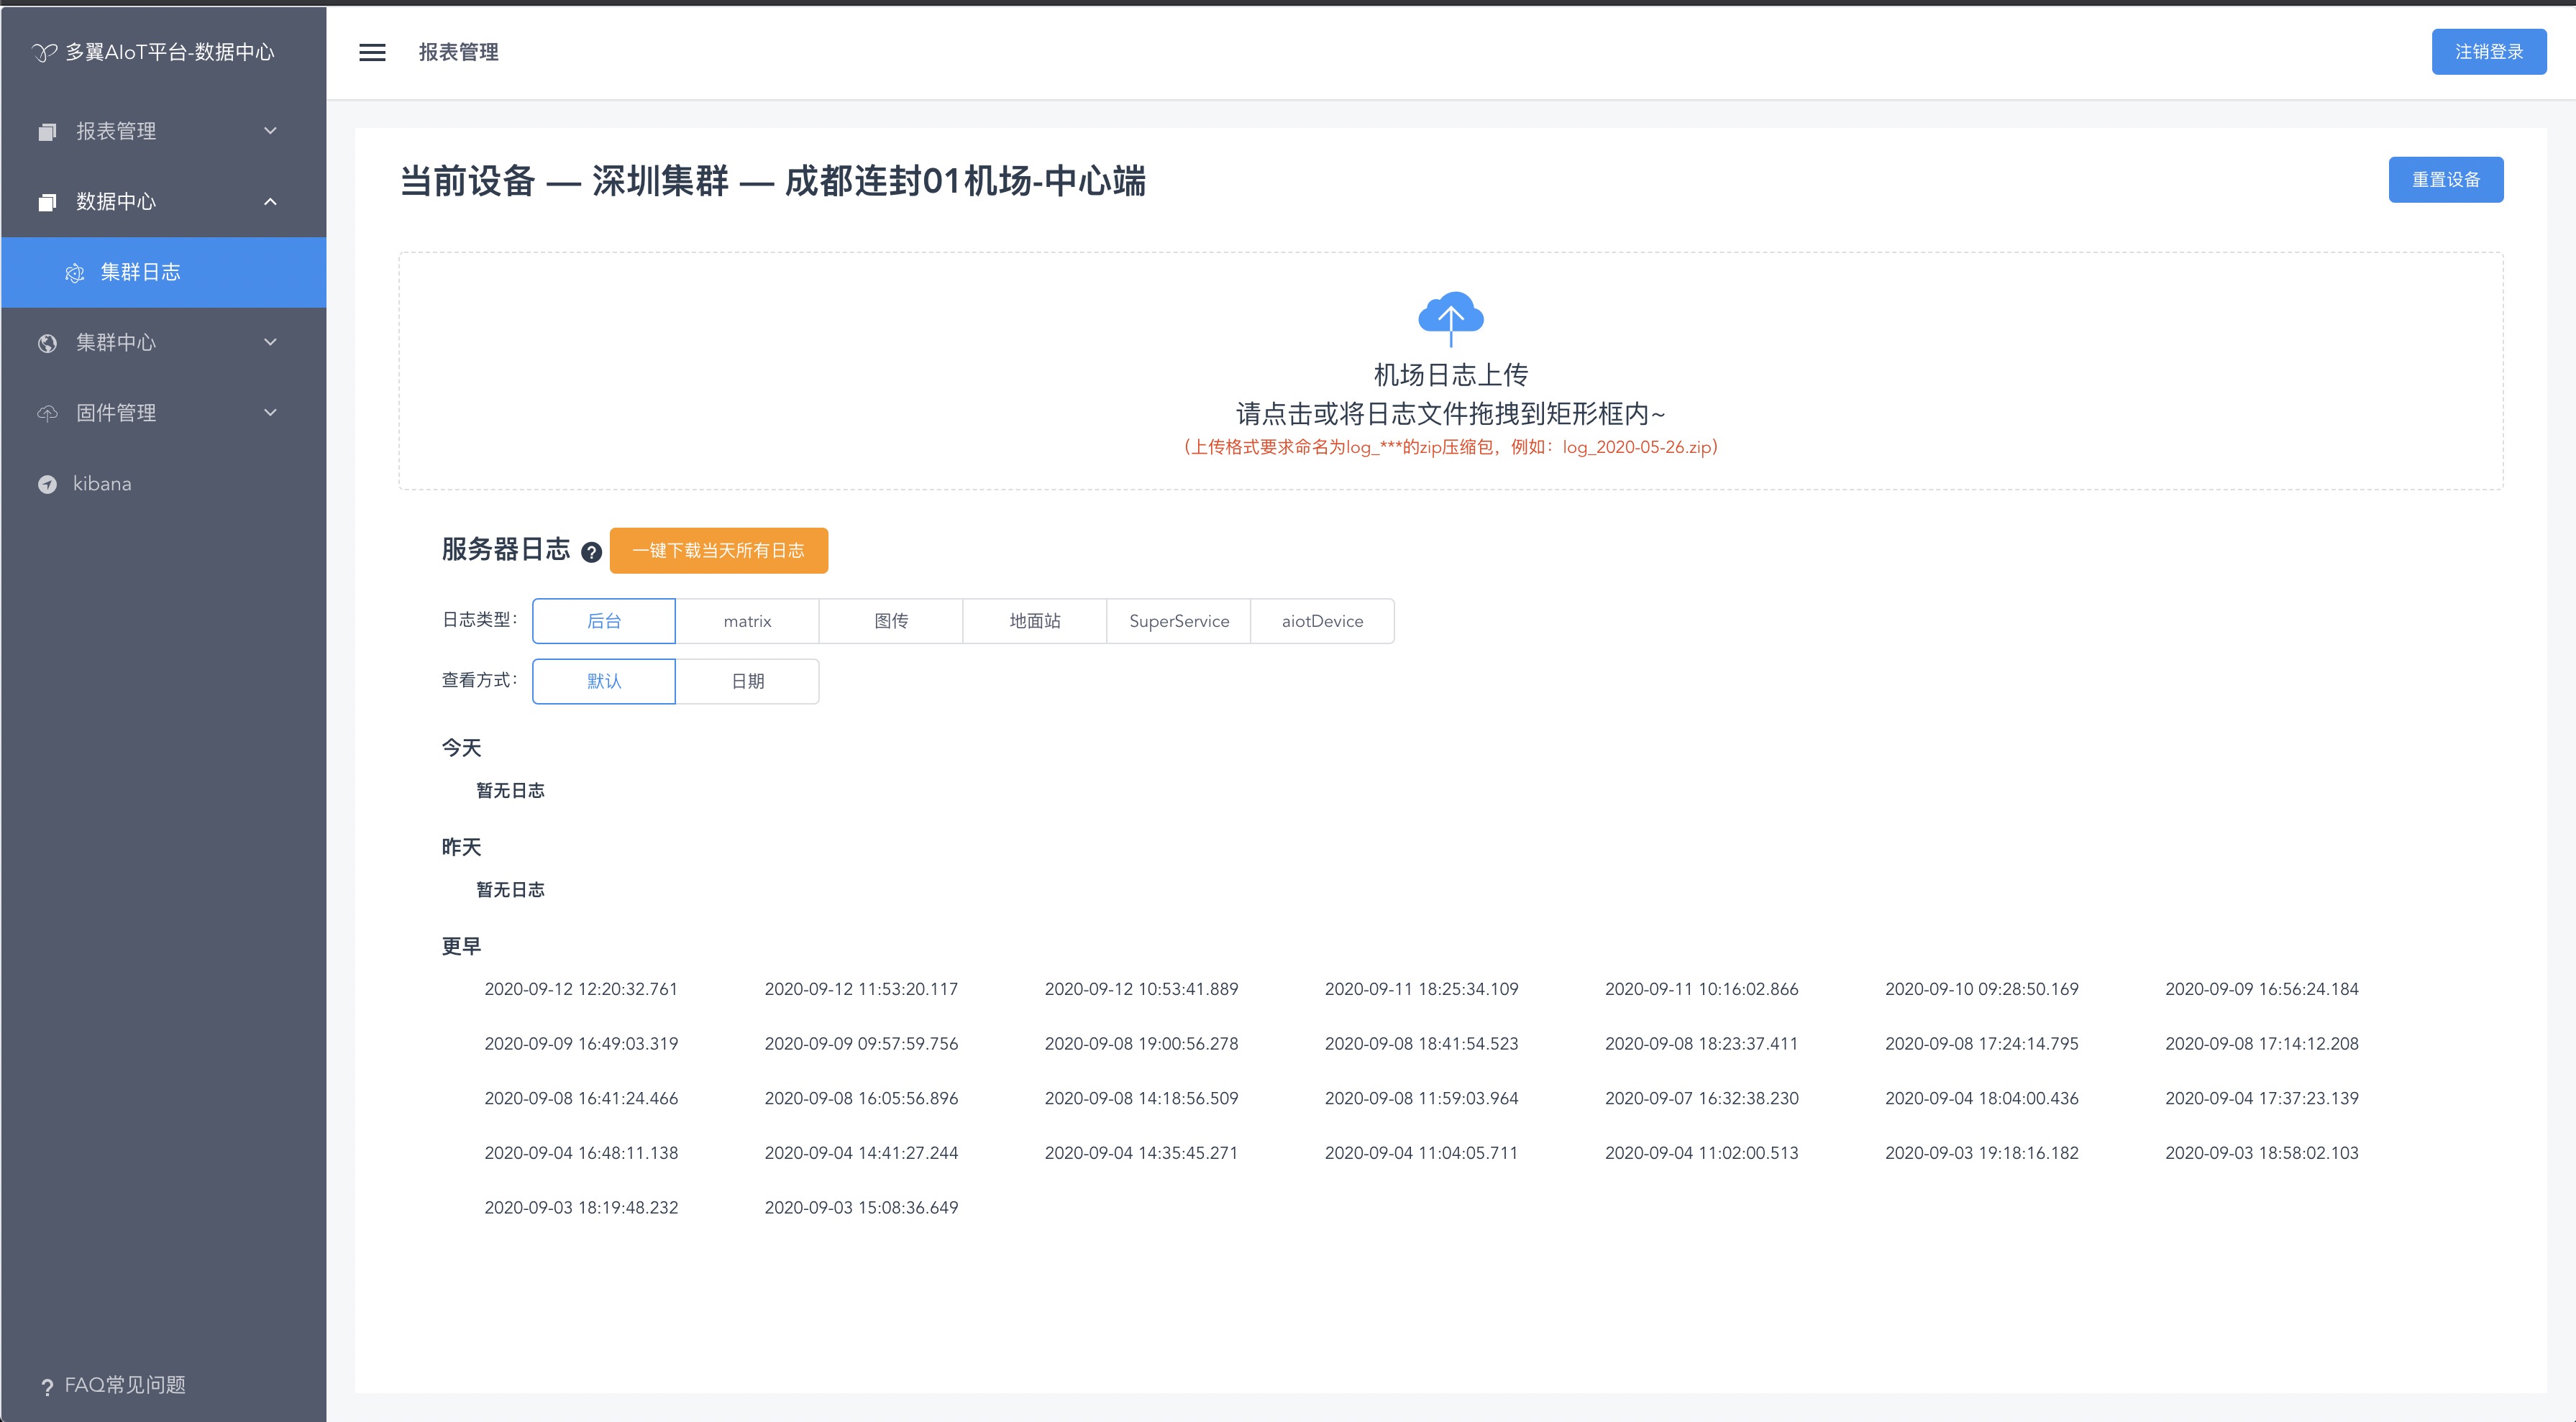 多翼AIoT平台-数据中心
报表管理
数据中心
集群日志
集群中心
固件管理
kibana
? FAQ常见问题
报表管理
注销登录
当前设备 — 深圳集群 — 成都连封01机场-中心端
重置设备
机场日志上传
请点击或将日志文件拖拽到矩形框内~
(上传格式要求命名为log_***的zip压缩包，例如：log_2020-05-26.zip)
服务器日志 ? 一键下载当天所有日志
日志类型： 后台 matrix 图传 地面站 SuperService aiotDevice
查看方式： 默认 日期
今天
暂无日志
昨天
暂无日志
更早
2020-09-12 12:20:32.761 2020-09-12 11:53:20.117 2020-09-12 10:53:41.889 2020-09-11 18:25:34.109 2020-09-11 10:16:02.866 2020-09-10 09:28:50.169 2020-09-09 16:56:24.184
2020-09-09 16:49:03.319 2020-09-09 09:57:59.756 2020-09-08 19:00:56.278 2020-09-08 18:41:54.523 2020-09-08 18:23:37.411 2020-09-08 17:24:14.795 2020-09-08 17:14:12.208
2020-09-08 16:41:24.466 2020-09-08 16:05:56.896 2020-09-08 14:18:56.509 2020-09-08 11:59:03.964 2020-09-07 16:32:38.230 2020-09-04 18:04:00.436 2020-09-04 17:37:23.139
2020-09-04 16:48:11.138 2020-09-04 14:41:27.244 2020-09-04 14:35:45.271 2020-09-04 11:04:05.711 2020-09-04 11:02:00.513 2020-09-03 19:18:16.182 2020-09-03 18:58:02.103
2020-09-03 18:19:48.232 2020-09-03 15:08:36.649